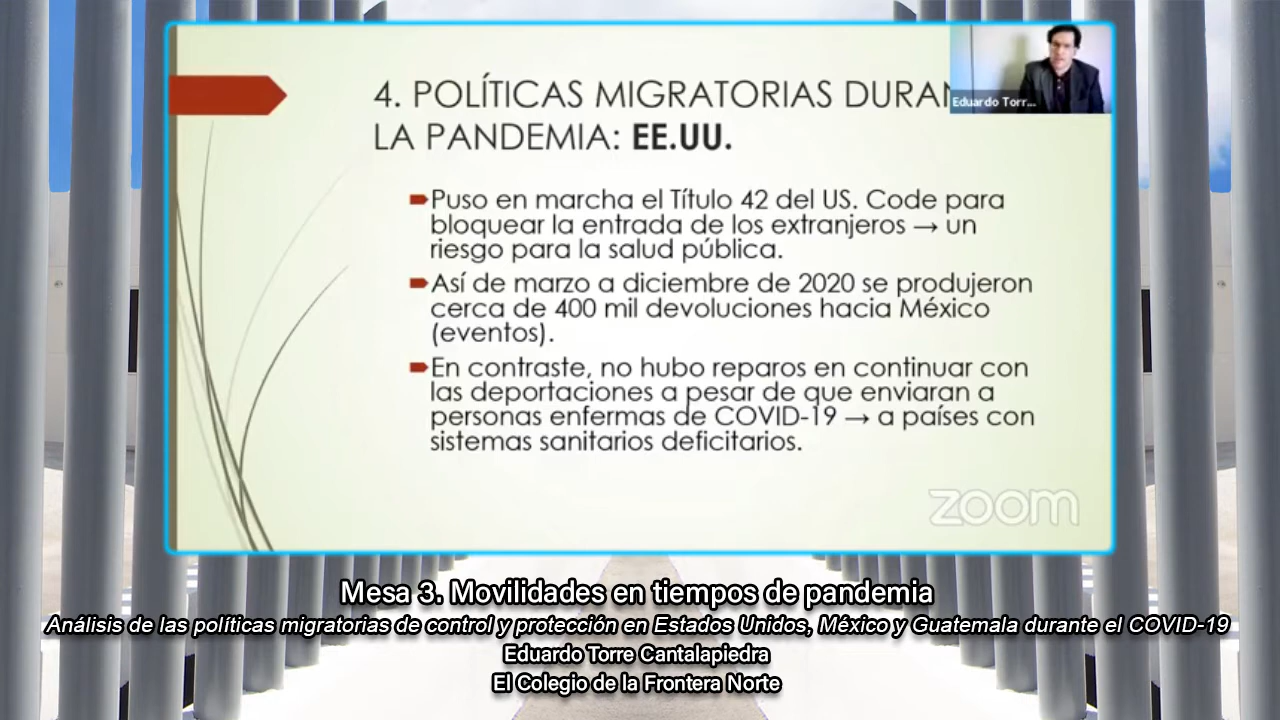 4. POLÍTICAS MIGRATORIAS DURAN
LA PANDEMIA: EE.UU.
Eduardo Torr...
Puso en marcha el Título 42 del US. Code para
bloquear la entrada de los extranjeros → un
riesgo para la salud pública.
Así de marzo a diciembre de 2020 se produjeron
cerca de 400 mil devoluciones hacia México
(eventos).
En contraste, no hubo reparos en continuar con
las deportaciones a pesar de que enviaran a
personas enfermas de COVID-19 → a países con
sistemas sanitarios deficitarios.
zoom
Mesa 3. Movilidades en tiempos de pandemia
Análisis de las políticas migratorias de control y protección en Estados Unidos, México y Guatemala durante el COVID-19
Eduardo Torre Cantalapiedra
El Colegio de la Frontera Norte